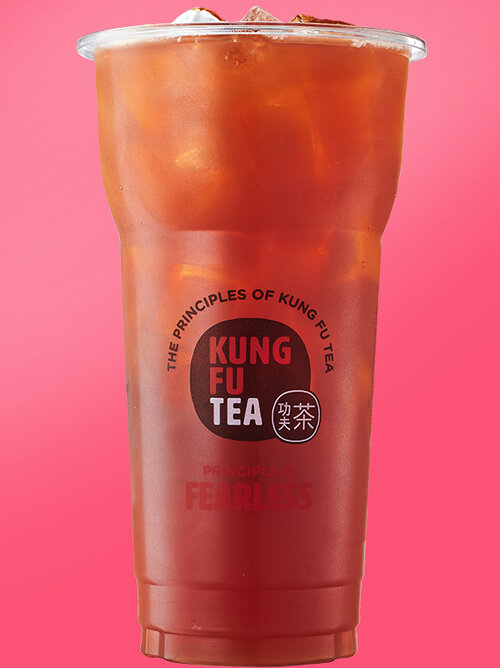 THE PRINCIPLES OF KUNG FU TEA
KUNG
FU
TEA
功夫茶
FEARLESS